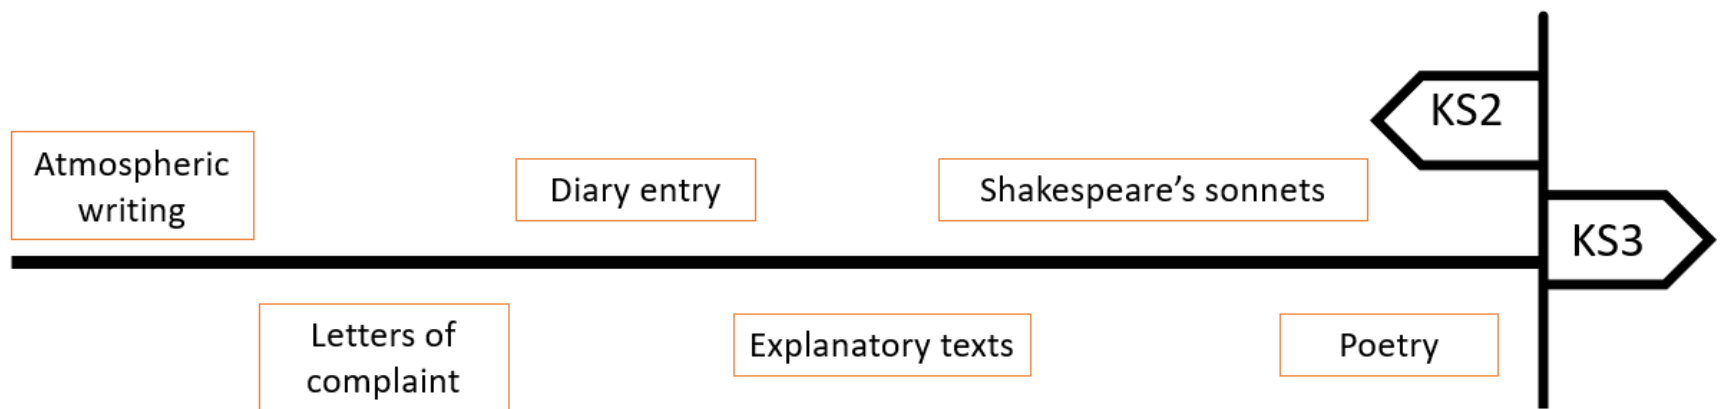 KS2
Atmospheric
writing
Diary entry
Shakespeare’s sonnets
KS3
Letters of
complaint
Explanatory texts
Poetry